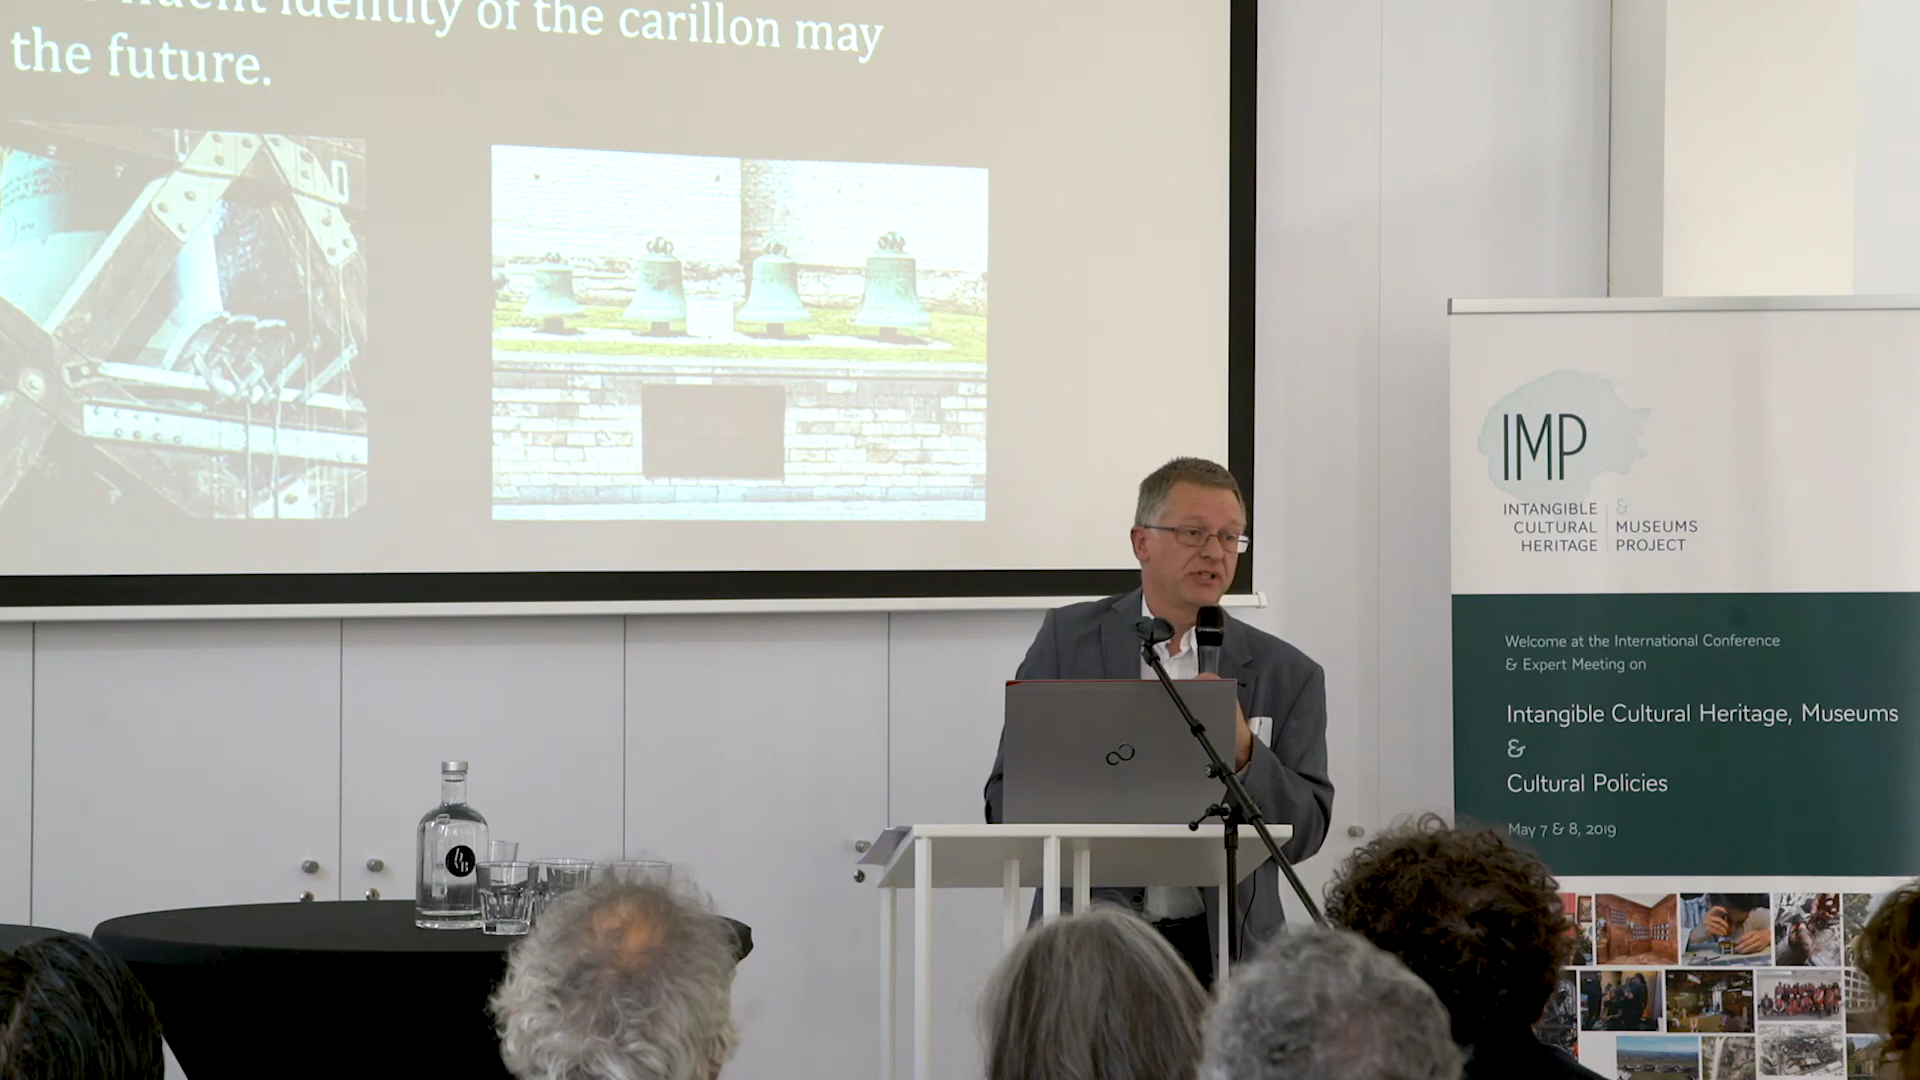 identity of the carillon may
the future.
IMP
INTANGIBLE
CULTURAL
HERITAGE
&
MUSEUMS
PROJECT
Welcome at the International Conference
& Expert Meeting on
Intangible Cultural Heritage, Museums
&
Cultural Policies
May 7 & 8, 2019